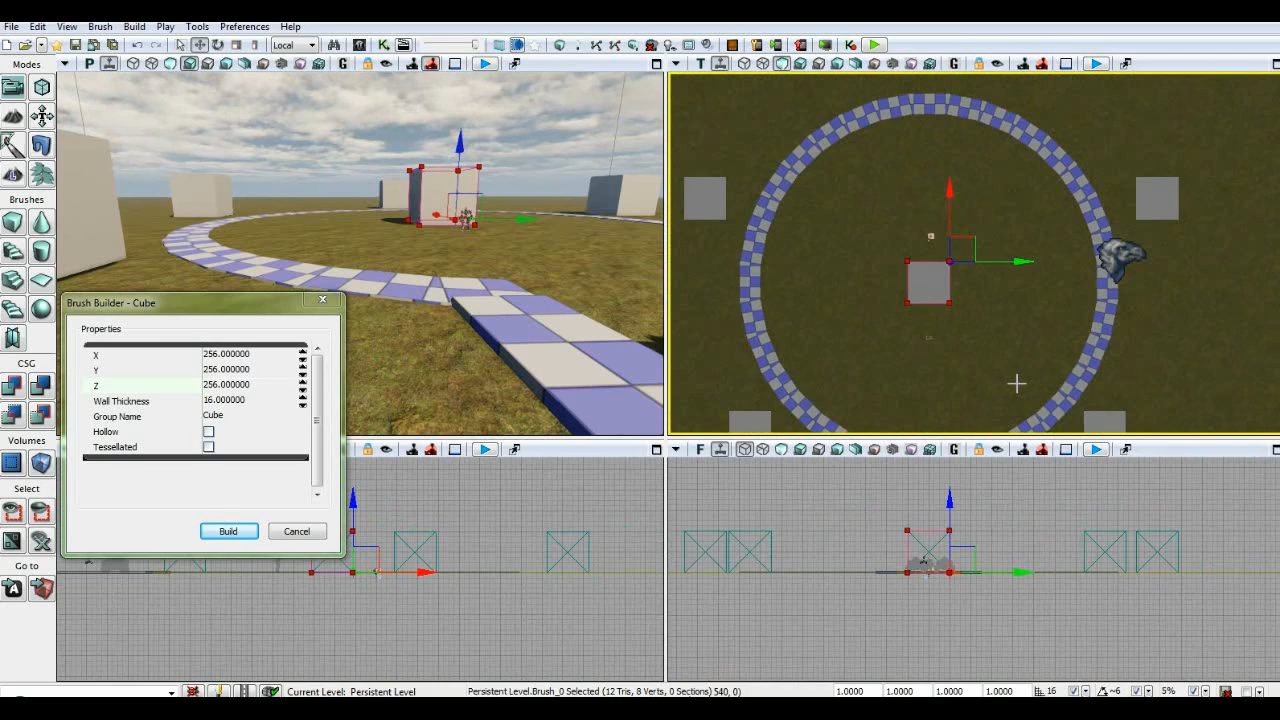 File Edit View Brush Build Play Tools Preferences Help
Local
Modes
P G
T G
Brushes
CSG
Volumes
Select
Go to
Brush Builder - Cube
Properties
X 256.000000
Y 256.000000
Z 256.000000
Wall Thickness 16.000000
Group Name Cube
Hollow
Tessellated
Build Cancel
F G
Current Level: Persistent Level Persistent Level.Brush_0 Selected (12 Tris, 8 Verts, 0 Sections) 540, 0) 1.0000 1.0000 1.0000 1.0000 16 ~6 5%